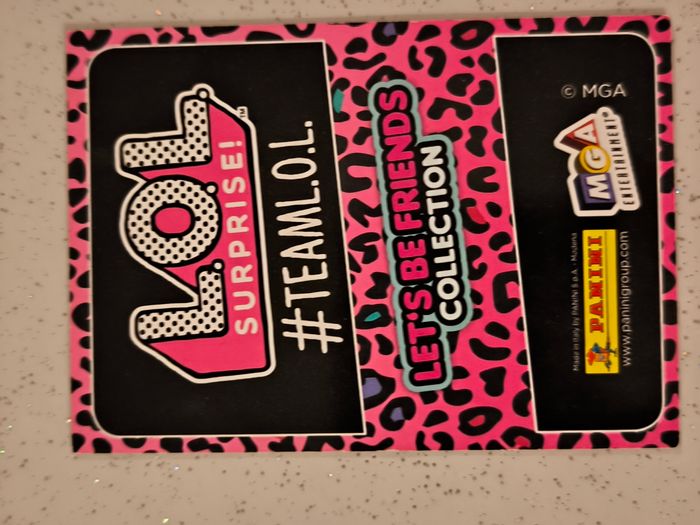 L.O.L.
SURPRISE!™
#TEAML.O.L.
LET'S BE FRIENDS
COLLECTION
© MGA
MGA
ENTERTAINMENT®
Made in Italy by PANINI S.p.A. - Modena
PANINI
www.paninigroup.com